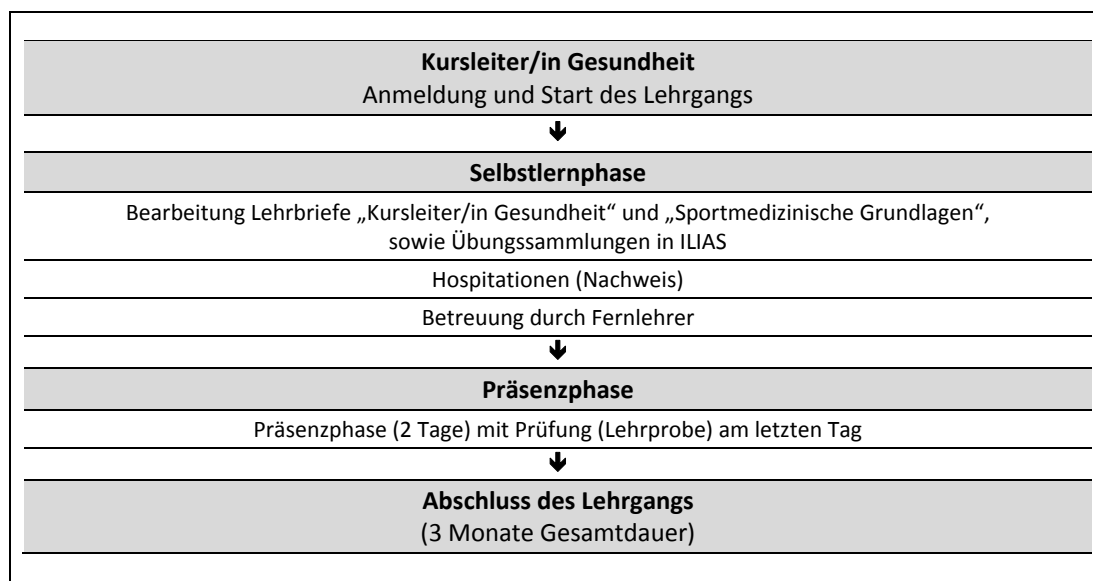 Kursleiter/in Gesundheit
Anmeldung und Start des Lehrgangs
🡻
Selbstlernphase
Bearbeitung Lehrbriefe „Kursleiter/in Gesundheit“ und „Sportmedizinische Grundlagen“,
sowie Übungssammlungen in ILIAS
Hospitationen (Nachweis)
Betreuung durch Fernlehrer
🡻
Präsenzphase
Präsenzphase (2 Tage) mit Prüfung (Lehrprobe) am letzten Tag
🡻
Abschluss des Lehrgangs
(3 Monate Gesamtdauer)